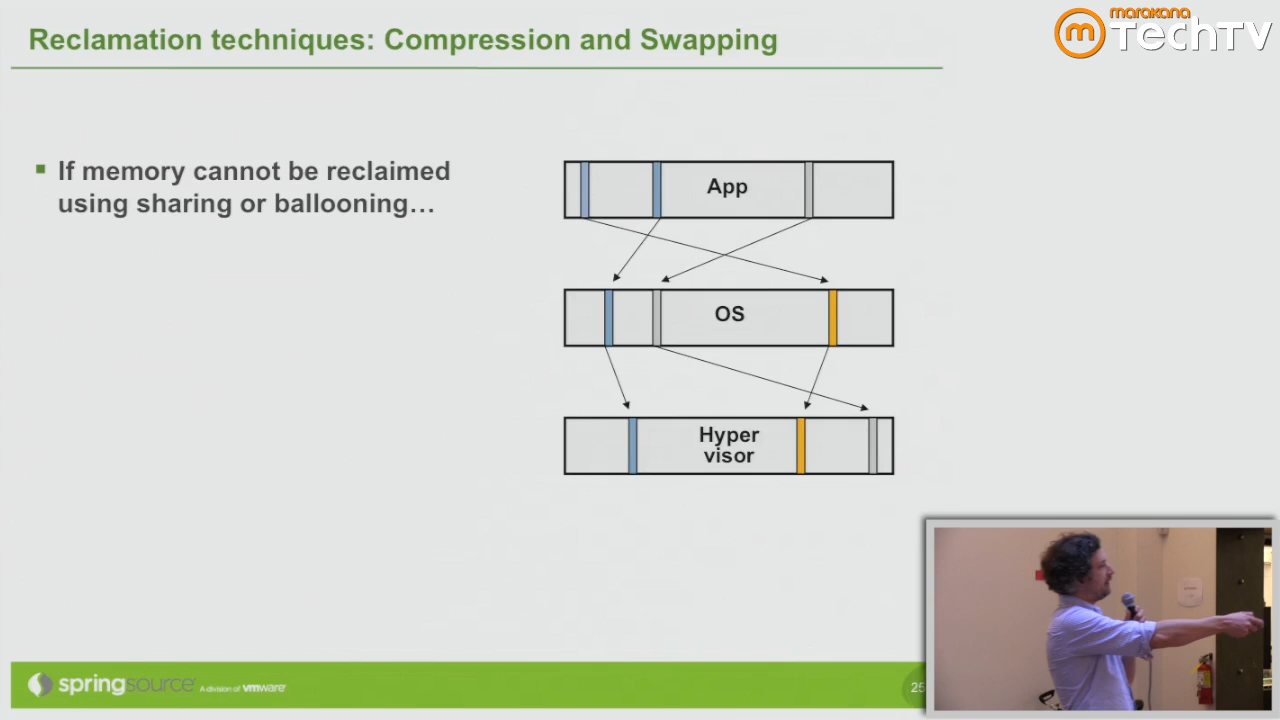 Reclamation techniques: Compression and Swapping
marakana
m TechTV
If memory cannot be reclaimed
using sharing or ballooning…
App
OS
Hyper
visor
springsource
A division of vmware
25